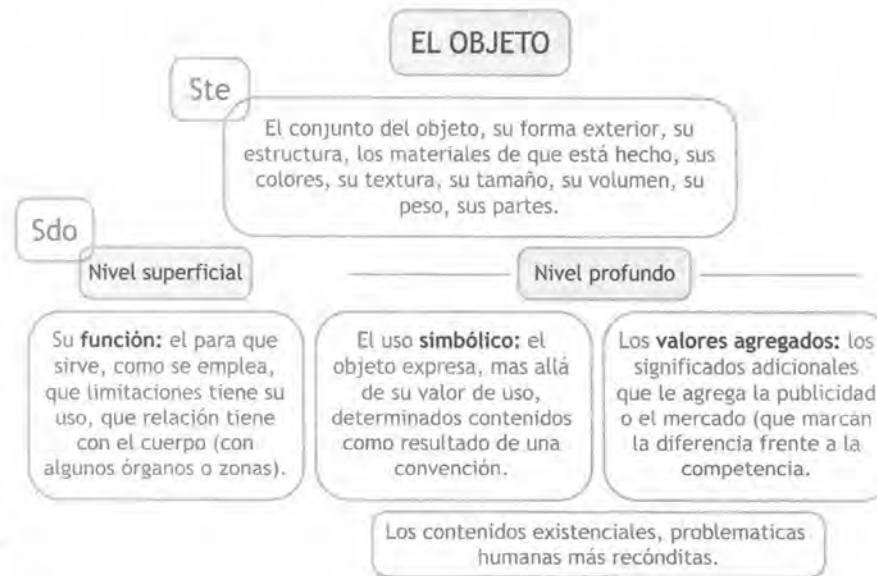 EL OBJETO
Ste
El conjunto del objeto, su forma exterior, su
estructura, los materiales de que está hecho, sus
colores, su textura, su tamaño, su volumen, su
peso, sus partes.
Sdo
Nivel superficial
Nivel profundo
Su función: el para que
sirve, como se emplea,
que limitaciones tiene su
uso, que relación tiene
con el cuerpo (con
algunos órganos o zonas).
El uso simbólico: el
objeto expresa, mas allá
de su valor de uso,
determinados contenidos
como resultado de una
convención.
Los valores agregados: los
significados adicionales
que le agrega la publicidad
o el mercado (que marcan
la diferencia frente a la
competencia.
Los contenidos existenciales, problematicas
humanas más recónditas.